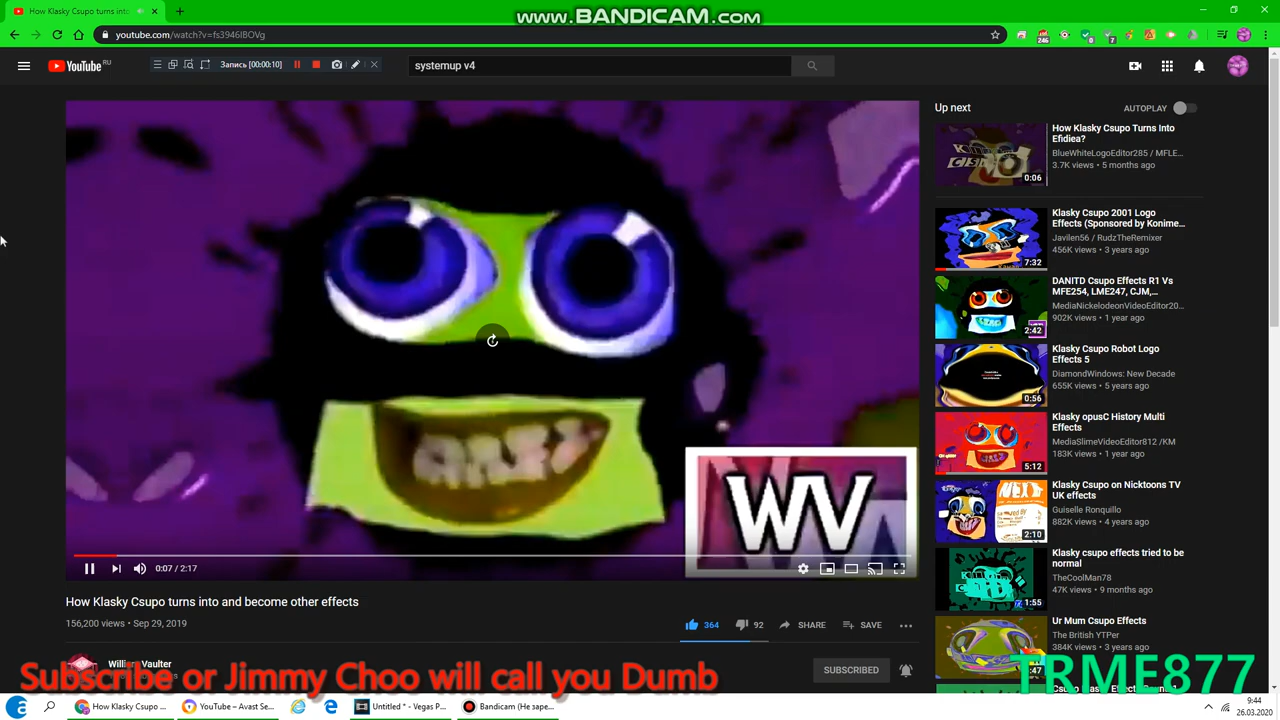 How Klasky Csupo turns into
www.BANDICAM.com
youtube.com/watch?v=fs3946IBOVg
246
0
7
YouTube RU
Запись [00:00:10]
systemup v4
WV
0:07 / 2:17
How Klasky Csupo turns into and become other effects
156,200 views • Sep 29, 2019
364
92
SHARE
SAVE
William Vaulter
SUBSCRIBED
Up next
AUTOPLAY
How Klasky Csupo Turns Into
Efidiea?
BlueWhiteLogoEditor285 / MFLE...
3.7K views • 5 months ago
0:06
Klasky Csupo 2001 Logo
Effects (Sponsored by Konime...
Javilen56 / RudzTheRemixer
456K views • 3 years ago
7:32
DANITD Csupo Effects R1 Vs
MFE254, LME247, CJM,...
MediaNickelodeonVideoEditor20...
902K views • 1 year ago
2:42
Klasky Csupo Robot Logo
Effects 5
DiamondWindows: New Decade
655K views • 5 years ago
0:56
Klasky opusC History Multi
Effects
MediaSlimeVideoEditor812 /KM
183K views • 1 year ago
5:12
Klasky Csupo on Nicktoons TV
UK effects
Guiselle Ronquillo
882K views • 4 years ago
2:10
NEXT
Klasky csupo effects tried to be
normal
TheCoolMan78
47K views • 9 months ago
1:55
Ur Mum Csupo Effects
The British YTPer
384K views • 3 years ago
:47
Subscribe or Jimmy Choo will call you Dumb
TRME877
How Klasky Csupo ...
YouTube – Avast Se...
Untitled * - Vegas P...
Bandicam (Не заре...
9:44
26.03.2020